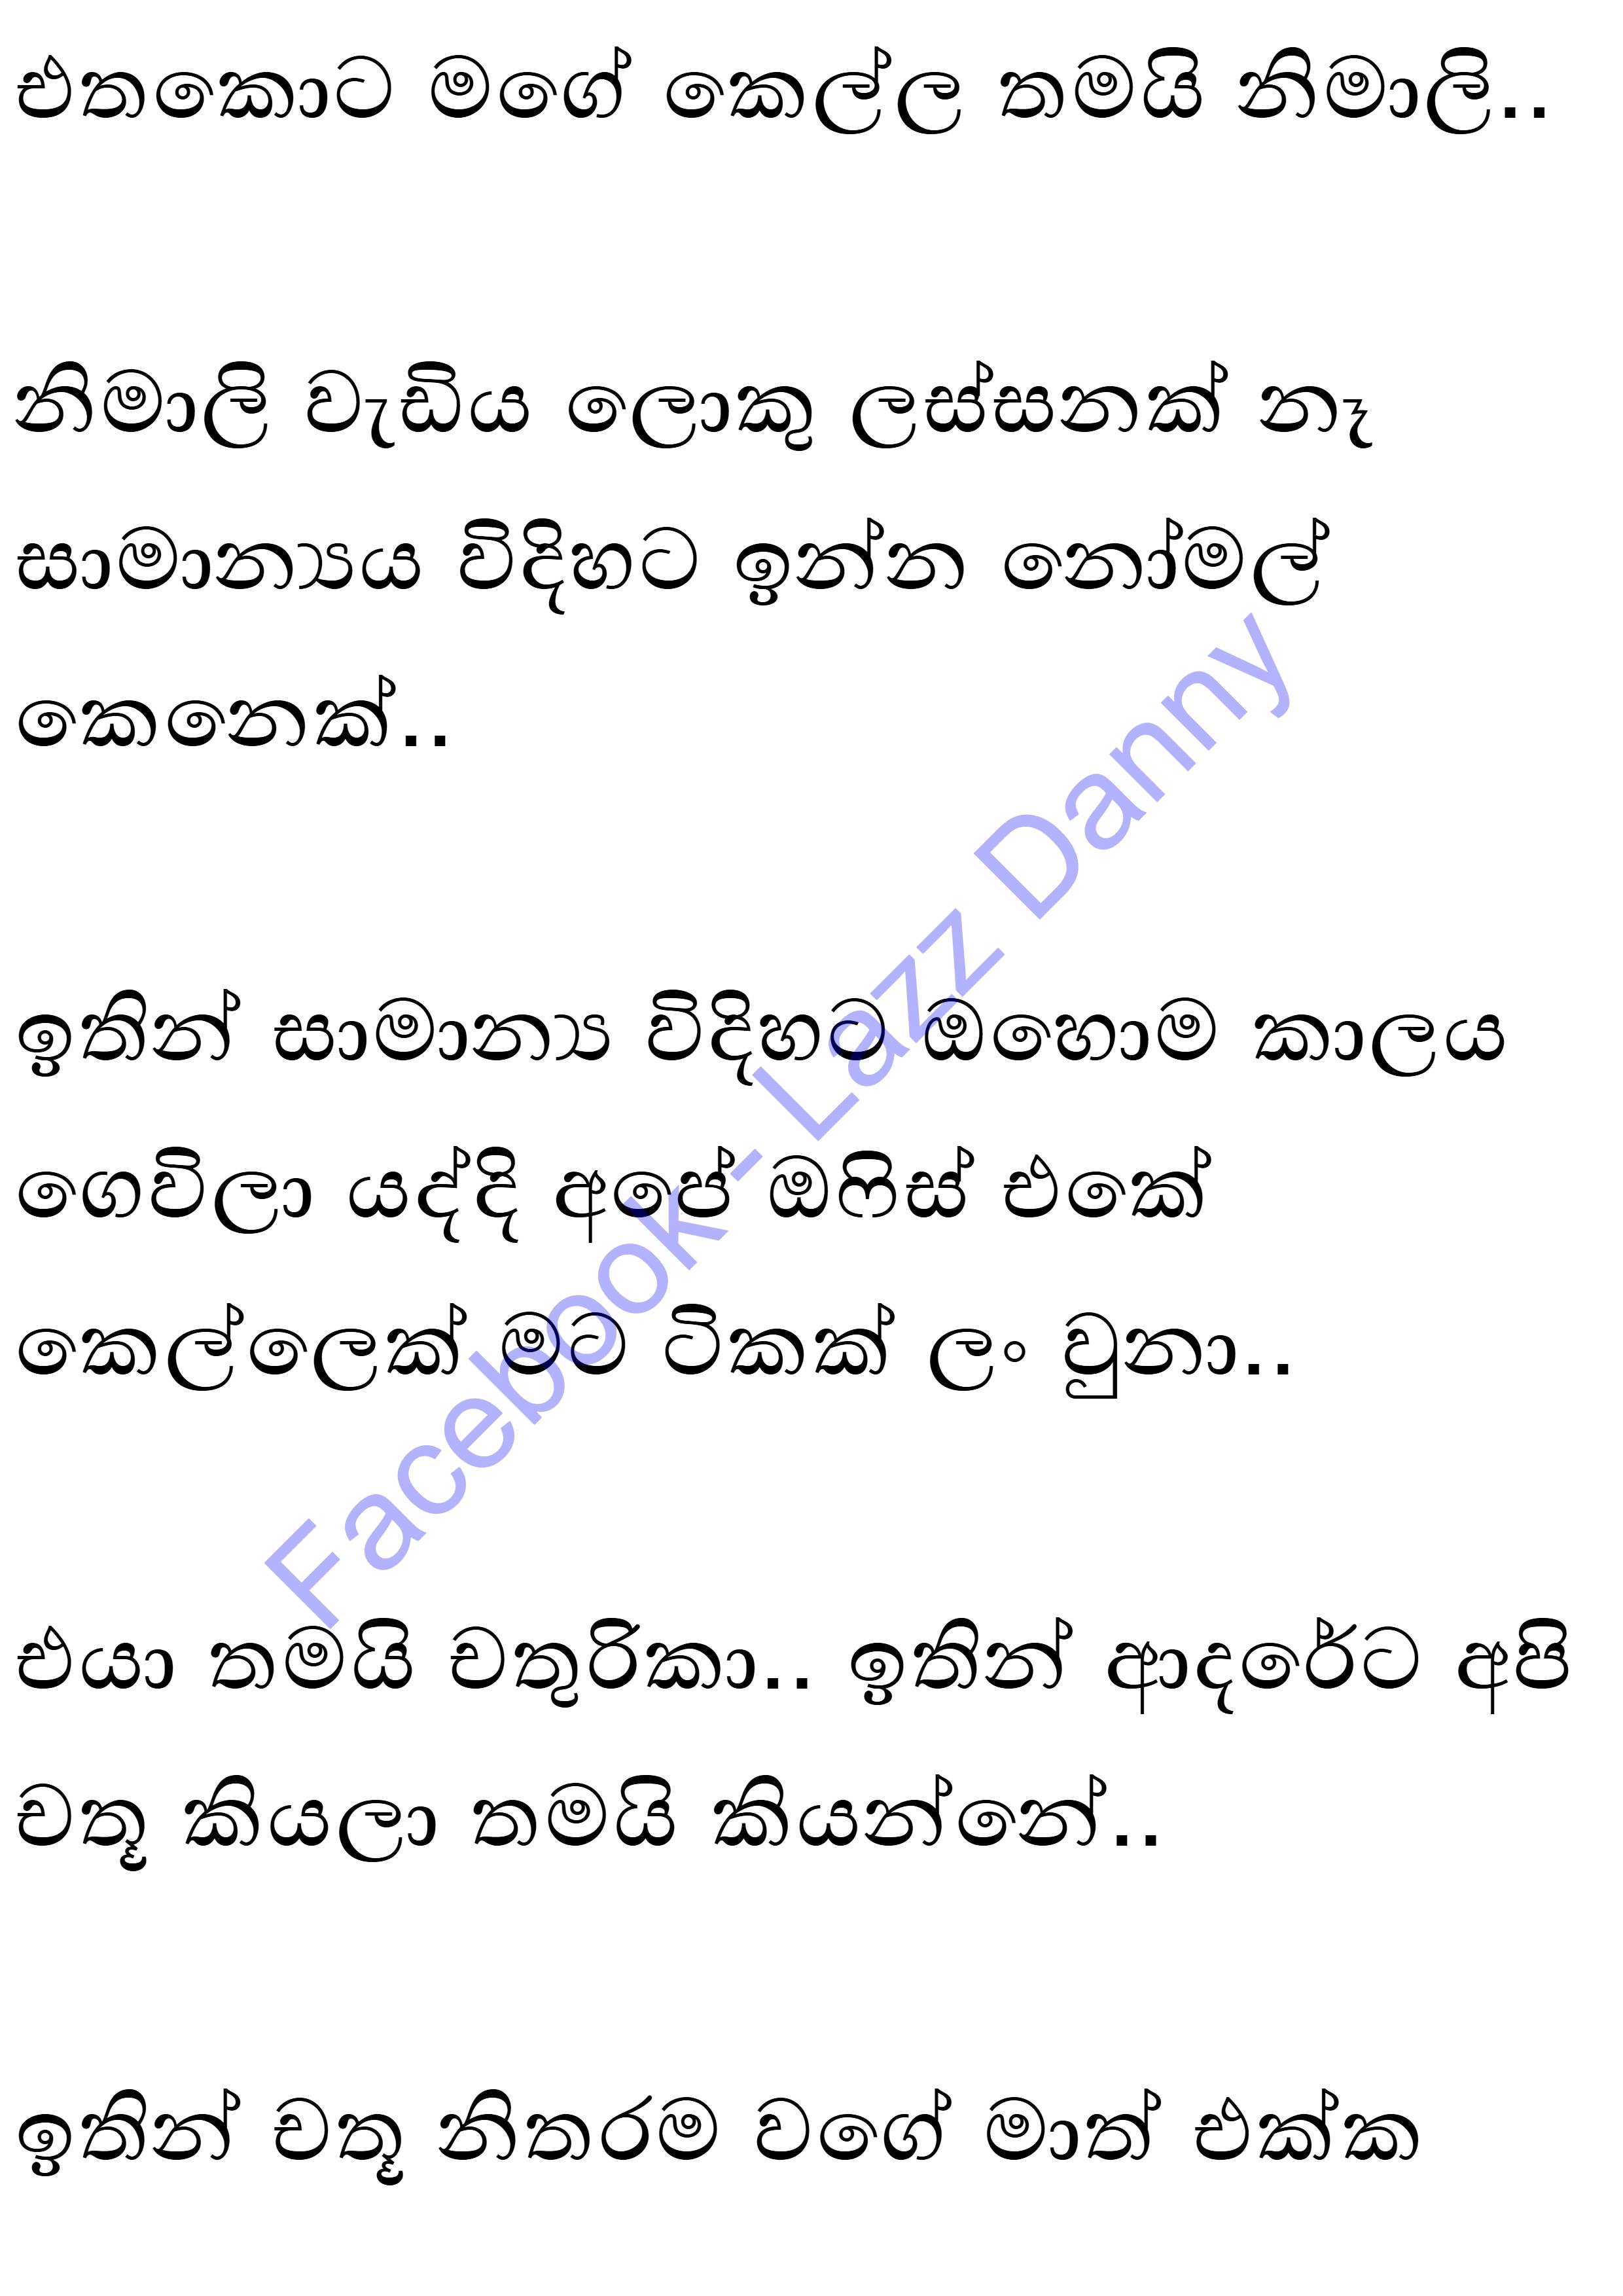 එතකොට මගේ කෙල්ල තමයි නිමාලි..
නිමාලි වැඩිය ලොකු ලස්සනක් නෑ
සාමාන්‍යය විදිහට ඉන්න නෝමල්
කෙනෙක්..
ඉතින් සාමාන්‍ය විදිහට ඔහොම කාලය
ගෙවිලා යද්දි අපේ ඔෆිස් එකේ
කෙල්ලෙක් මට ටිකක් ලං වුනා..
එයා තමයි චතුරිකා.. ඉතින් ආදරේට අපි
චතූ කියලා තමයි කියන්නේ..
ඉතින් චතූ නිතරම වගේ මාත් එක්ක
Facebook- Lazz Danny